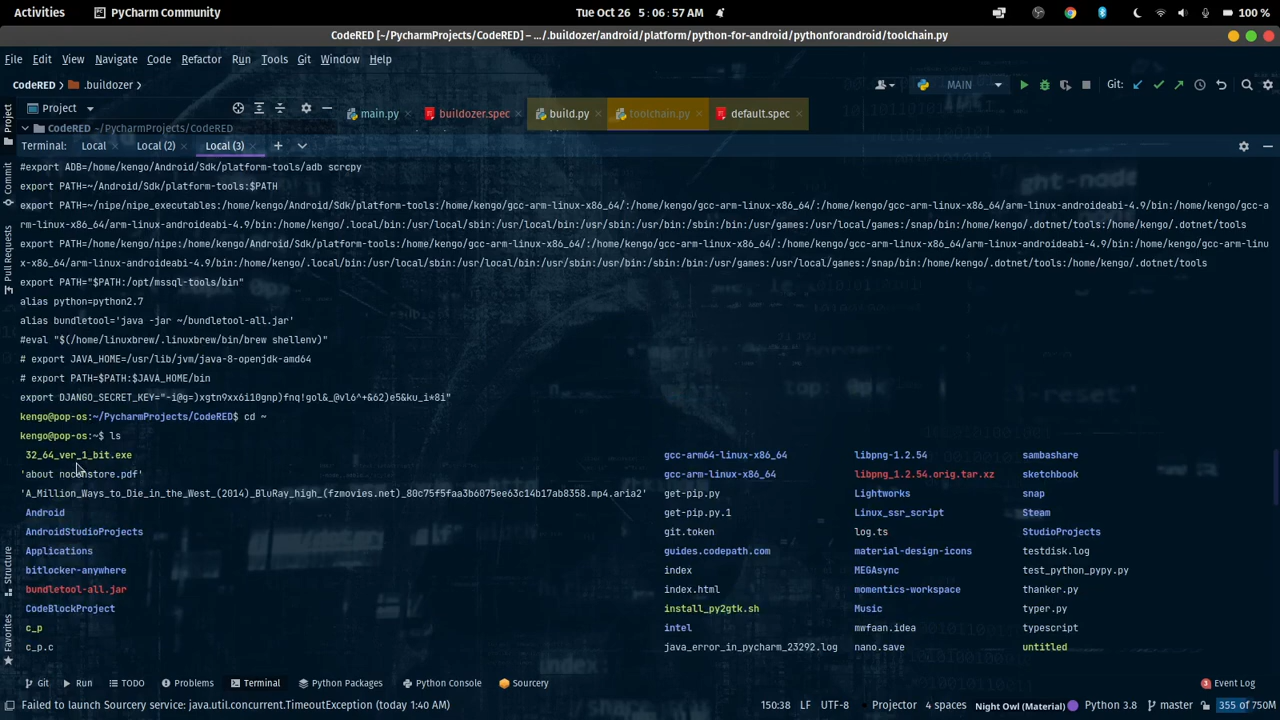 Activities PyCharm Community Tue Oct 26 5:06:57 AM 100 %
CodeRED [~/PycharmProjects/CodeRED] – .../.buildozer/android/platform/python-for-android/pythonforandroid/toolchain.py
File Edit View Navigate Code Refactor Run Tools Git Window Help
CodeRED .buildozer MAIN Git:
Project main.py buildozer.spec build.py toolchain.py default.spec
CodeRED ~/PycharmProjects/CodeRED
Terminal: Local Local (2) Local (3)
#export ADB=/home/kengo/Android/Sdk/platform-tools/adb scrcpy
export PATH=~/Android/Sdk/platform-tools:$PATH
export PATH=~/nipe/nipe_executables:/home/kengo/Android/Sdk/platform-tools:/home/kengo/gcc-arm-linux-x86_64/:/home/kengo/gcc-arm-linux-x86_64/:/home/kengo/gcc-arm-linux-x86_64/arm-linux-androideabi-4.9/bin:/home/kengo/gcc-a
rm-linux-x86_64/arm-linux-androideabi-4.9/bin:/home/kengo/.local/bin:/usr/local/sbin:/usr/local/bin:/usr/sbin:/usr/bin:/sbin:/bin:/usr/games:/usr/local/games:/snap/bin:/home/kengo/.dotnet/tools
export PATH=/home/kengo/nipe:/home/kengo/Android/Sdk/platform-tools:/home/kengo/gcc-arm-linux-x86_64/:/home/kengo/gcc-arm-linux-x86_64/:/home/kengo/gcc-arm-linux-x86_64/arm-linux-androideabi-4.9/bin:/home/kengo/gcc-arm-linu
x-x86_64/arm-linux-androideabi-4.9/bin:/home/kengo/.local/bin:/usr/local/sbin:/usr/local/bin:/usr/sbin:/usr/bin:/sbin:/bin:/usr/games:/usr/local/games:/snap/bin:/home/kengo/.dotnet/tools:/home/kengo/.dotnet/tools
export PATH="$PATH:/opt/mssql-tools/bin"
alias python=python2.7
alias bundletool='java -jar ~/bundletool-all.jar'
#eval "$(/home/linuxbrew/.linuxbrew/bin/brew shellenv)"
# export JAVA_HOME=/usr/lib/jvm/java-8-openjdk-amd64
# export PATH=$PATH:$JAVA_HOME/bin
export DJANGO_SECRET_KEY="-i@g=)xgtn9xx6i10gnp)fnq!gol&_@vl6^+&62)e5&ku_i*8i"
kengo@pop-os:~/PycharmProjects/CodeRED$ cd ~
kengo@pop-os:~$ ls
32_64_ver_1_bit.exe gcc-arm64-linux-x86_64 libpng-1.2.54 sambashare
'about nodonstore.pdf' gcc-arm-linux-x86_64 libpng_1.2.54.orig.tar.xz sketchbook
'A_Million_Ways_to_Die_in_the_West_(2014)_BluRay_high_(fzmovies.net)_80c75f5faa3b6075ee63c14b17ab8358.mp4.aria2' get-pip.py Lightworks snap
Android get-pip.py.1 Linux_ssr_script Steam
AndroidStudioProjects git.token log.ts StudioProjects
Applications guides.codepath.com material-design-icons testdisk.log
bitlocker-anywhere index MEGAsync test_python_pypy.py
bundletool-all.jar index.html momentics-workspace thanker.py
CodeBlockProject install_py2gtk.sh Music typer.py
c_p intel mwfaan.idea typescript
c_p.c java_error_in_pycharm_23292.log nano.save untitled
Commit
Pull Requests
Structure
Favorites
Git Run TODO Problems Terminal Python Packages Python Console Sourcery 3 Event Log
Failed to launch Sourcery service: java.util.concurrent.TimeoutException (today 1:40 AM) 150:38 LF UTF-8 Projector 4 spaces Night Owl (Material) Python 3.8 master 355 of 750M